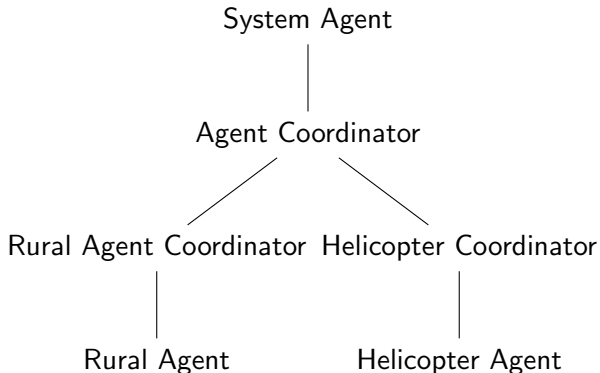 System Agent
Agent Coordinator
Rural Agent Coordinator Helicopter Coordinator
Rural Agent Helicopter Agent